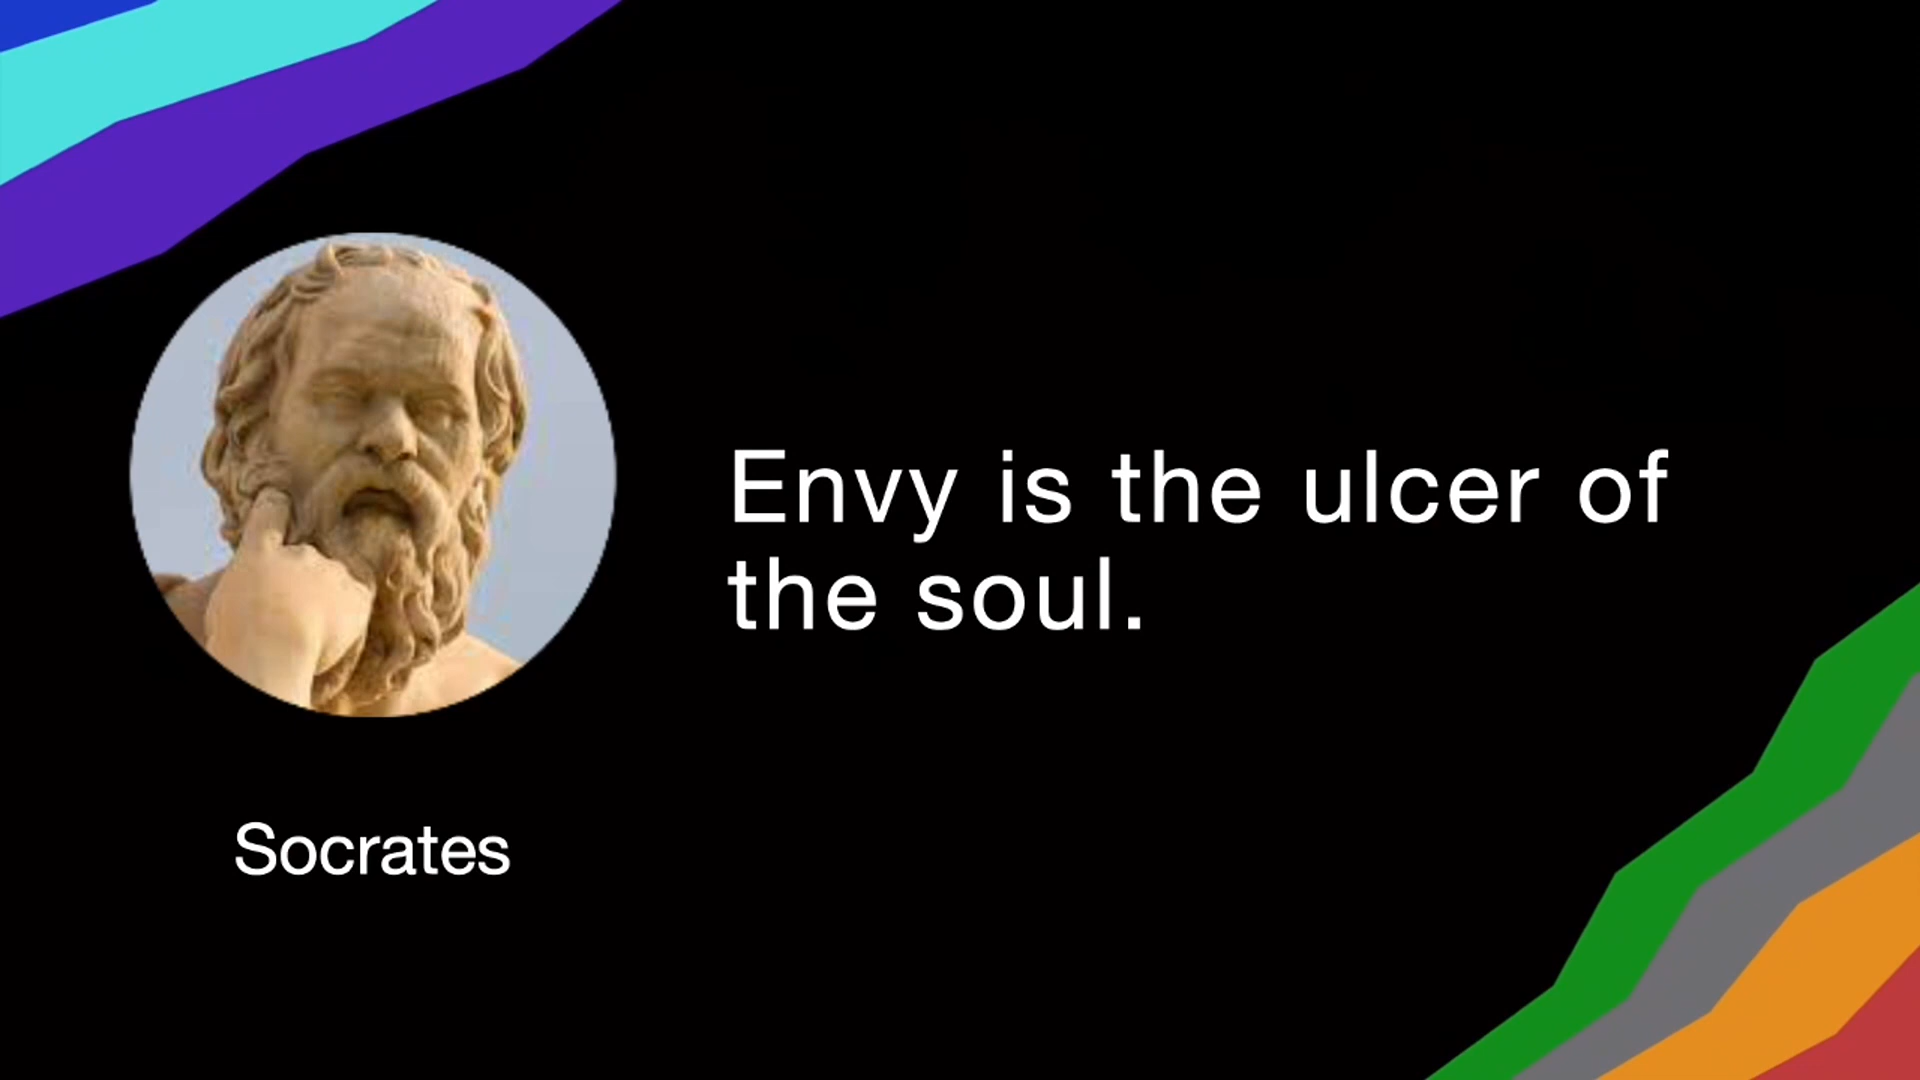 Envy is the ulcer of
the soul.
Socrates